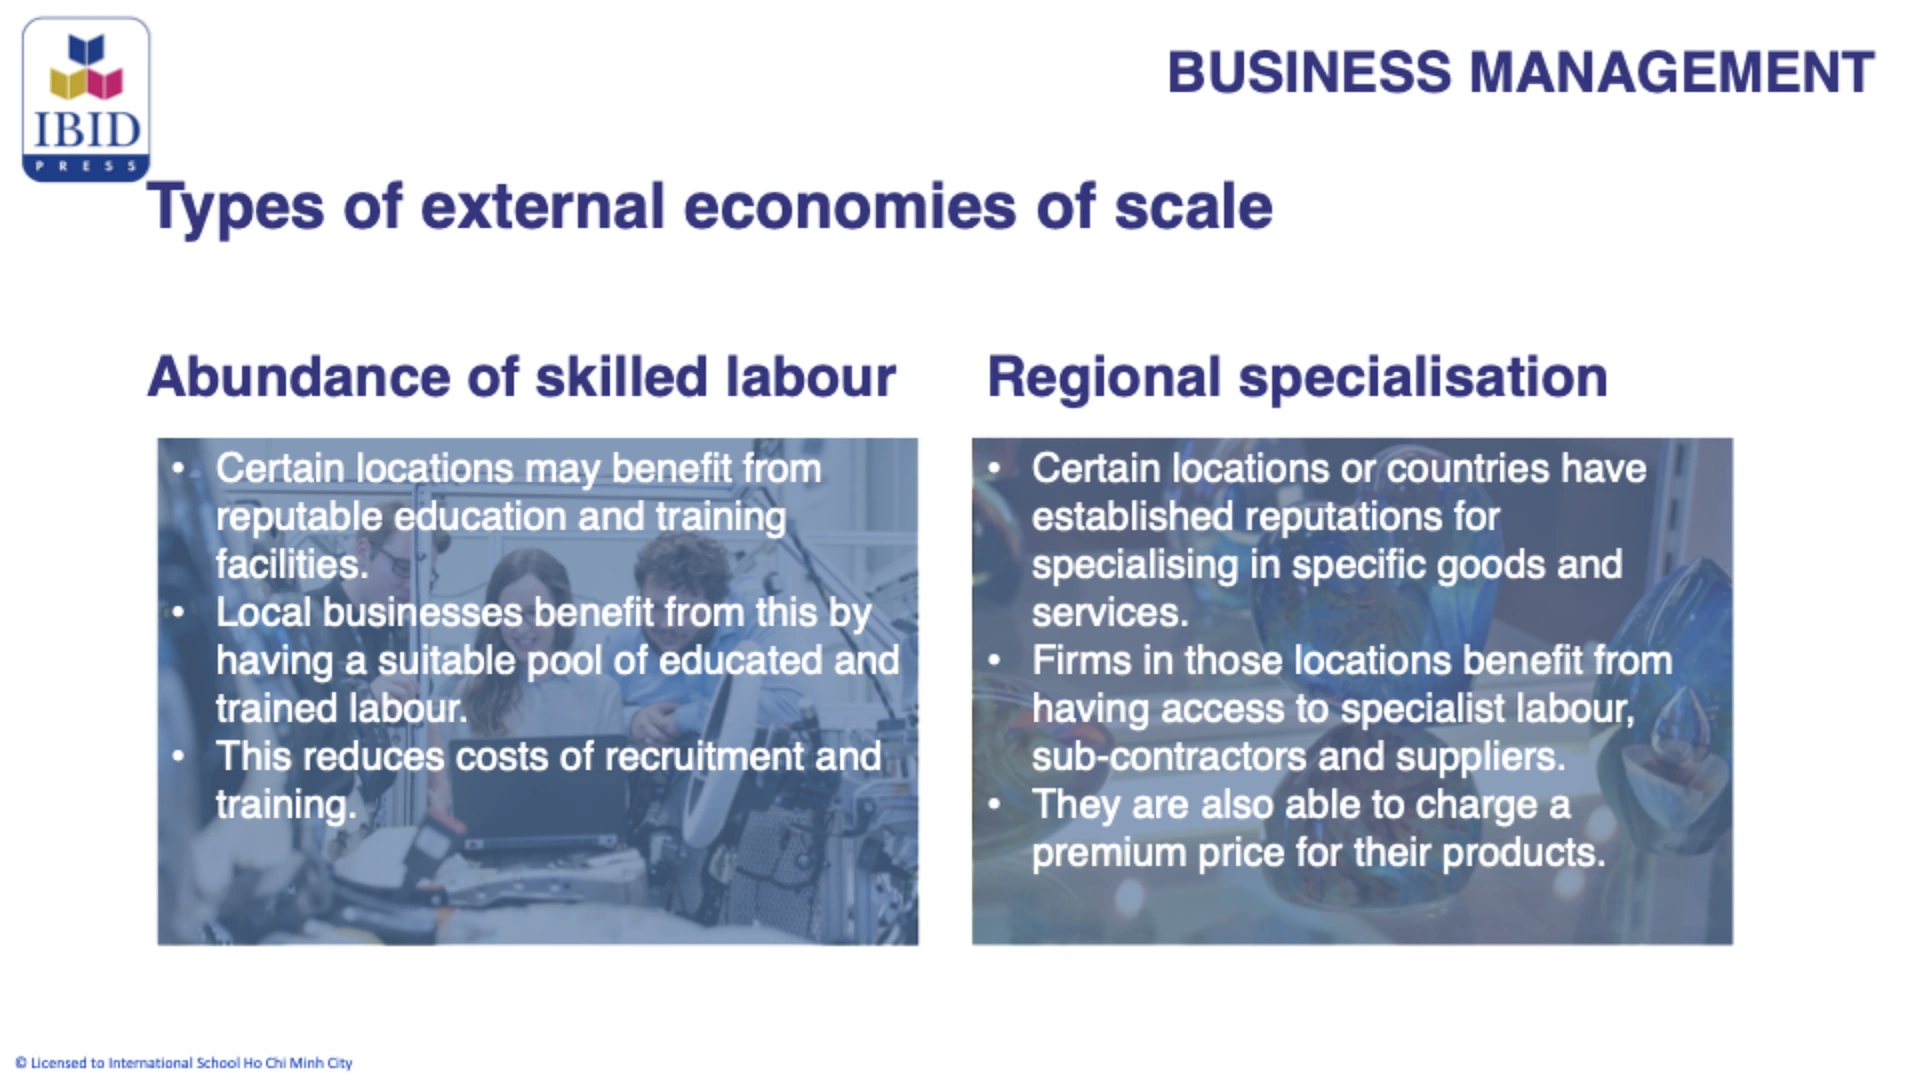 IBID
PRESS
BUSINESS MANAGEMENT
Types of external economies of scale
Abundance of skilled labour
• Certain locations may benefit from
reputable education and training
facilities.
• Local businesses benefit from this by
having a suitable pool of educated and
trained labour.
• This reduces costs of recruitment and
training.
Regional specialisation
• Certain locations or countries have
established reputations for
specialising in specific goods and
services.
• Firms in those locations benefit from
having access to specialist labour,
sub-contractors and suppliers.
• They are also able to charge a
premium price for their products.
© Licensed to International School Ho Chi Minh City